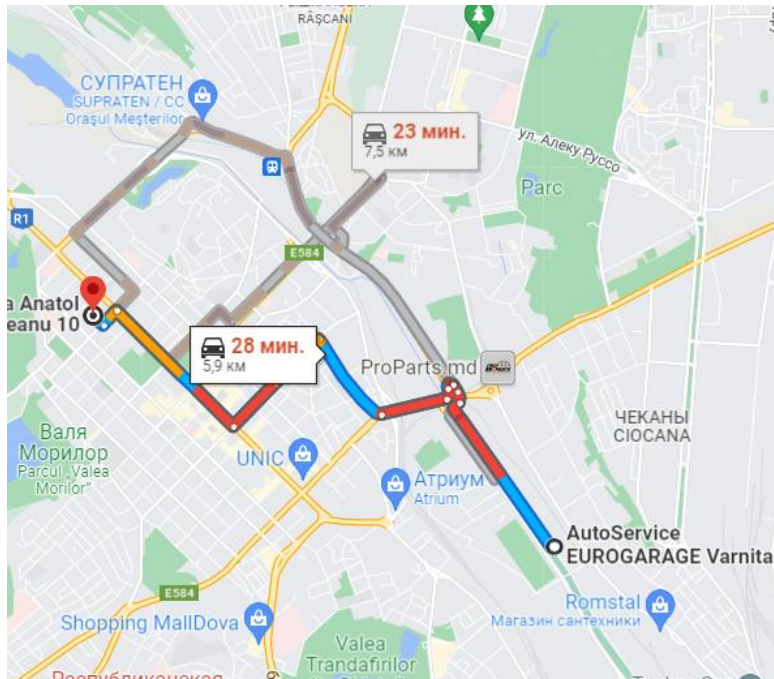 RÂȘCANI
СУПРАТЕН
SUPRATEN / CC
Orașul Meșterilor
23 мин.
7,5 км
ул. Алеку Руссо
Parc
R1
E584
a Anatol
eanu 10
28 мин.
5,9 км
ProParts.md
ЧЕКАНЫ
CIOCANA
Валя
Морилор
Parcul „Valea
Morilor"
UNIC
Атриум
Atrium
AutoService
EUROGARAGE Varnita
E584
Romstal
Магазин сантехники
Shopping MallDova
Valea
Trandafirilor
Республиканская